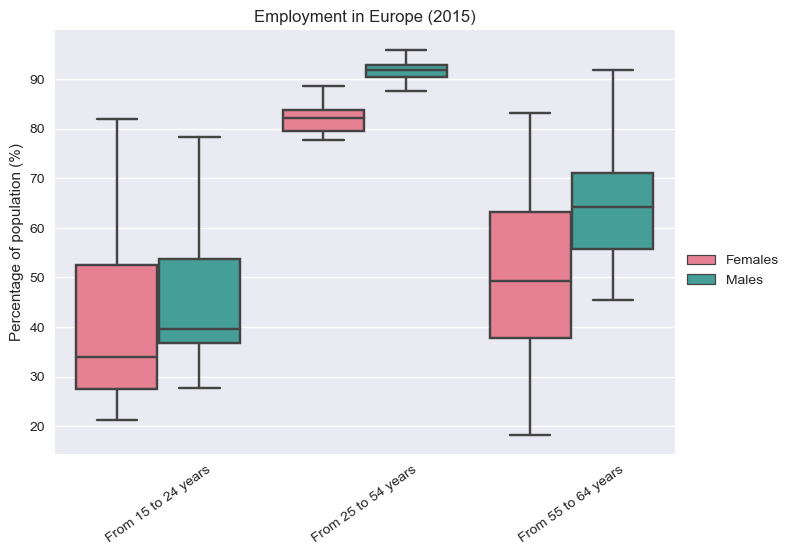 Employment in Europe (2015)
Percentage of population (%)
90
80
70
60
50
40
30
20
From 15 to 24 years
From 25 to 54 years
From 55 to 64 years
Females
Males